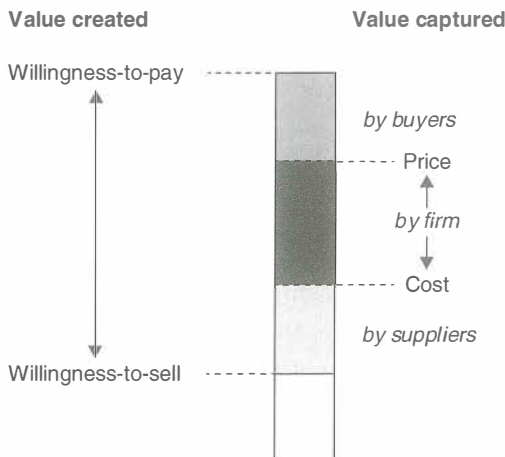 Value created
Value captured
Willingness-to-pay
by buyers
Price
by firm
Cost
by suppliers
Willingness-to-sell